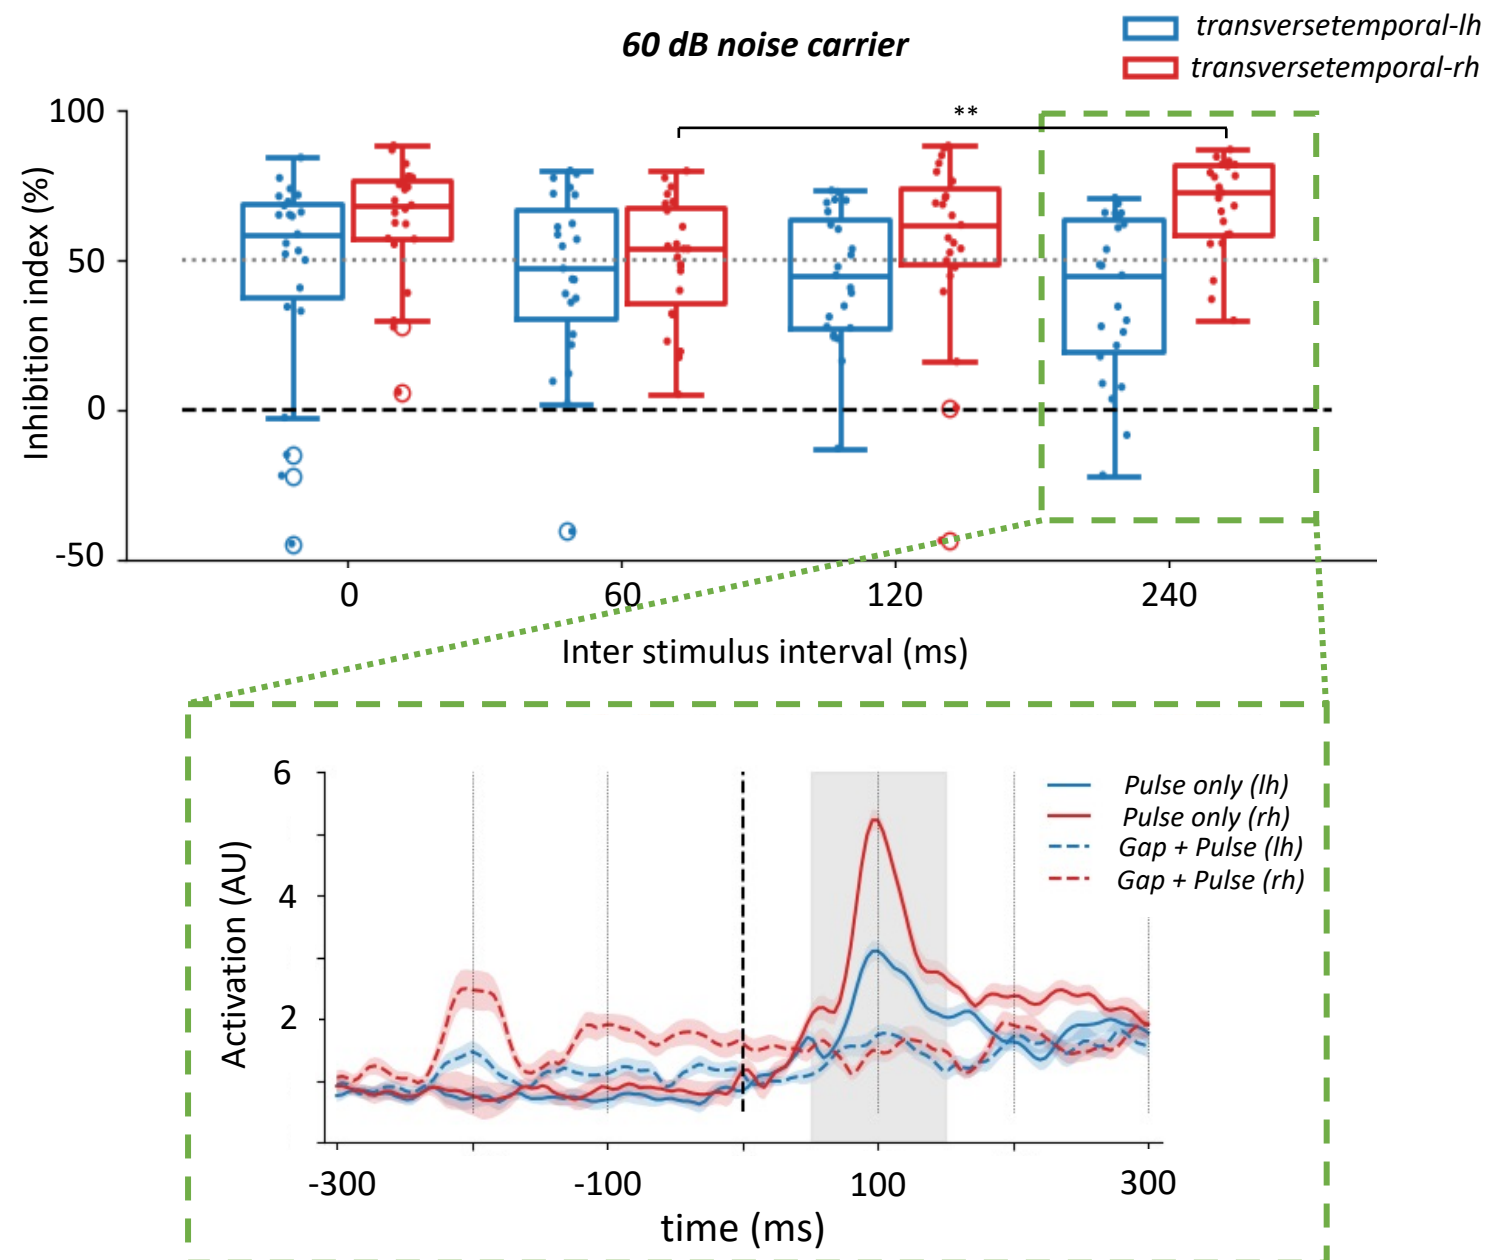 60 dB noise carrier
transversetemporal-lh
transversetemporal-rh
**
100
50
0
-50
Inhibition index (%)
0 60 120 240
Inter stimulus interval (ms)
6
4
2
Activation (AU)
Pulse only (lh)
Pulse only (rh)
Gap + Pulse (lh)
Gap + Pulse (rh)
-300 -100 100 300
time (ms)